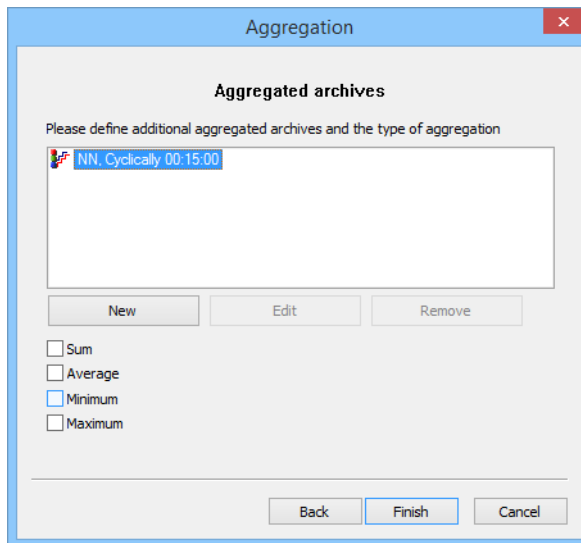 Aggregation
Aggregated archives
Please define additional aggregated archives and the type of aggregation
NN, Cyclically 00:15:00
New Edit Remove
Sum
Average
Minimum
Maximum
Back Finish Cancel